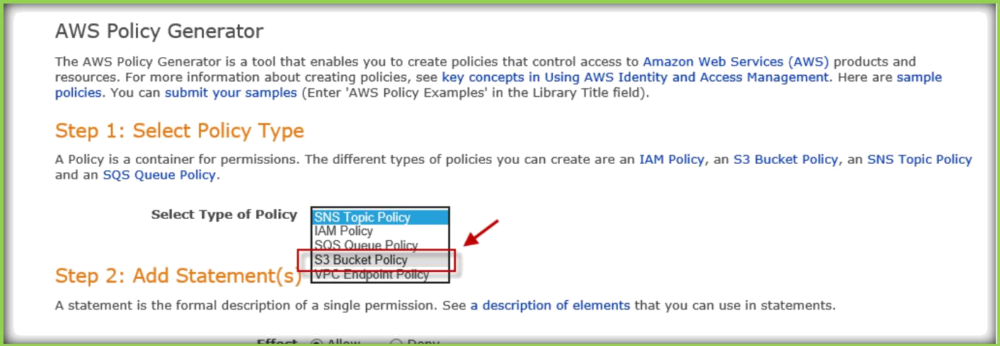 AWS Policy Generator
The AWS Policy Generator is a tool that enables you to create policies that control access to Amazon Web Services (AWS) products and
resources. For more information about creating policies, see key concepts in Using AWS Identity and Access Management. Here are sample
policies. You can submit your samples (Enter 'AWS Policy Examples' in the Library Title field).
Step 1: Select Policy Type
A Policy is a container for permissions. The different types of policies you can create are an IAM Policy, an S3 Bucket Policy, an SNS Topic Policy
and an SQS Queue Policy.
Select Type of Policy SNS Topic Policy
IAM Policy
SQS Queue Policy
S3 Bucket Policy
VPC Endpoint Policy
Step 2: Add Statement(s)
A statement is the formal description of a single permission. See a description of elements that you can use in statements.
Effect Allow Deny